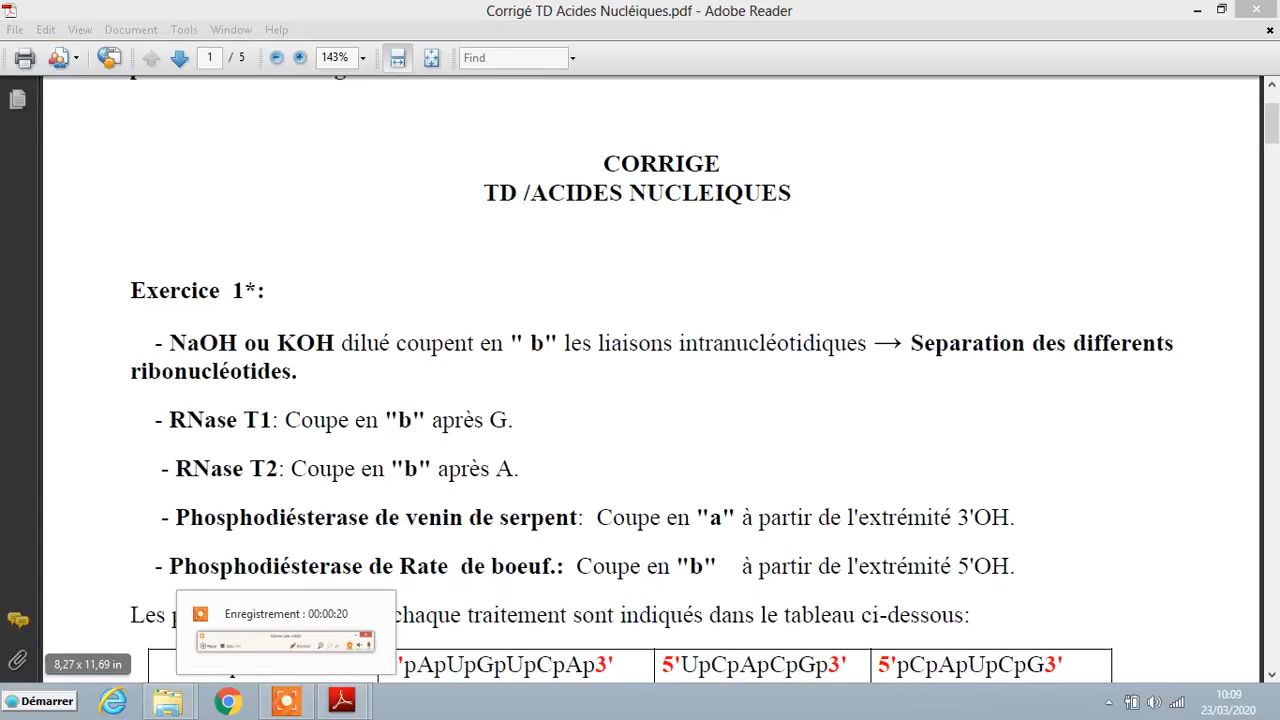 Corrigé TD Acides Nucléiques.pdf - Adobe Reader
File Edit View Document Tools Window Help
1 / 5 143% Find
CORRIGE
TD /ACIDES NUCLEIQUES
Exercice 1*:
- NaOH ou KOH dilué coupent en " b" les liaisons intranucléotidiques → Separation des differents
ribonucléotides.
- RNase T1: Coupe en "b" après G.
- RNase T2: Coupe en "b" après A.
- Phosphodiésterase de venin de serpent: Coupe en "a" à partir de l'extrémité 3'OH.
- Phosphodiésterase de Rate de boeuf.: Coupe en "b" à partir de l'extrémité 5'OH.
Enregistrement : 00:00:20
Les chaque traitement sont indiqués dans le tableau ci-dessous:
8,27 x 11,69 in
'pApUpGpUpCpAp3' 5'UpCpApCpGp3' 5'pCpApUpCpG3'
Démarrer
10:09
23/03/2020